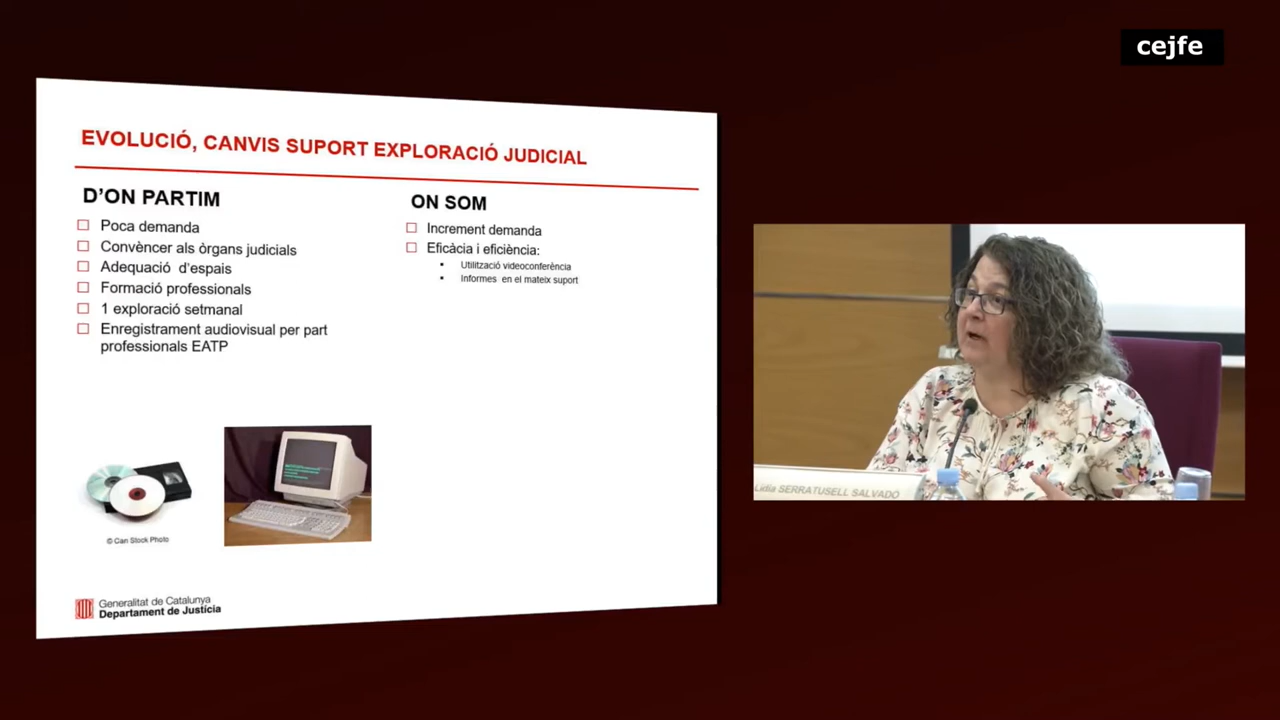 cejfe
EVOLUCIÓ, CANVIS SUPORT EXPLORACIÓ JUDICIAL
D'ON PARTIM
Poca demanda
Convèncer als òrgans judicials
Adequació d'espais
Formació professionals
1 exploració setmanal
Enregistrament audiovisual per part
professionals EATP
ON SOM
Increment demanda
Eficàcia i eficiència:
Utilització videoconferència
Informes en el mateix suport
© Can Stock Photo
Generalitat de Catalunya
Departament de Justícia
Lídia SERRATUSELL SALVADÓ